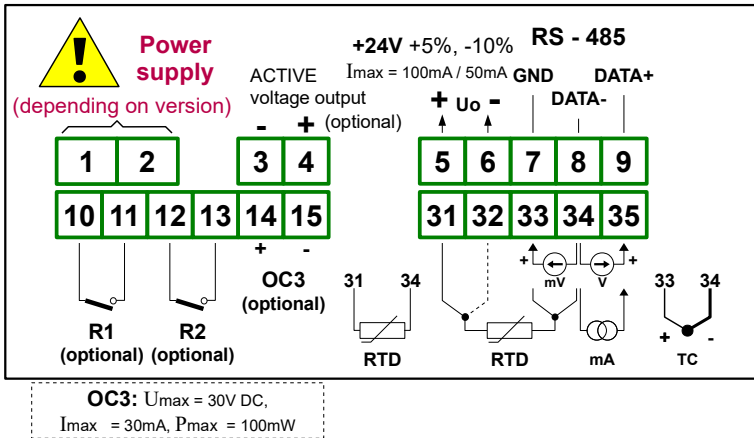 Power
supply
(depending on version)
ACTIVE
voltage output
(optional)
- +
+24V +5%, -10%
Imax = 100mA / 50mA
+ Uo -
RS - 485
GND
DATA-
DATA+
1 2 3 4 5 6 7 8 9
10 11 12 13 14 15 31 32 33 34 35
+ -
OC3
(optional)
R1
(optional)
R2
(optional)
31 34
RTD
RTD
+ mV
V +
mA
33 34
+ -
TC
OC3: Umax = 30V DC,
Imax = 30mA, Pmax = 100mW